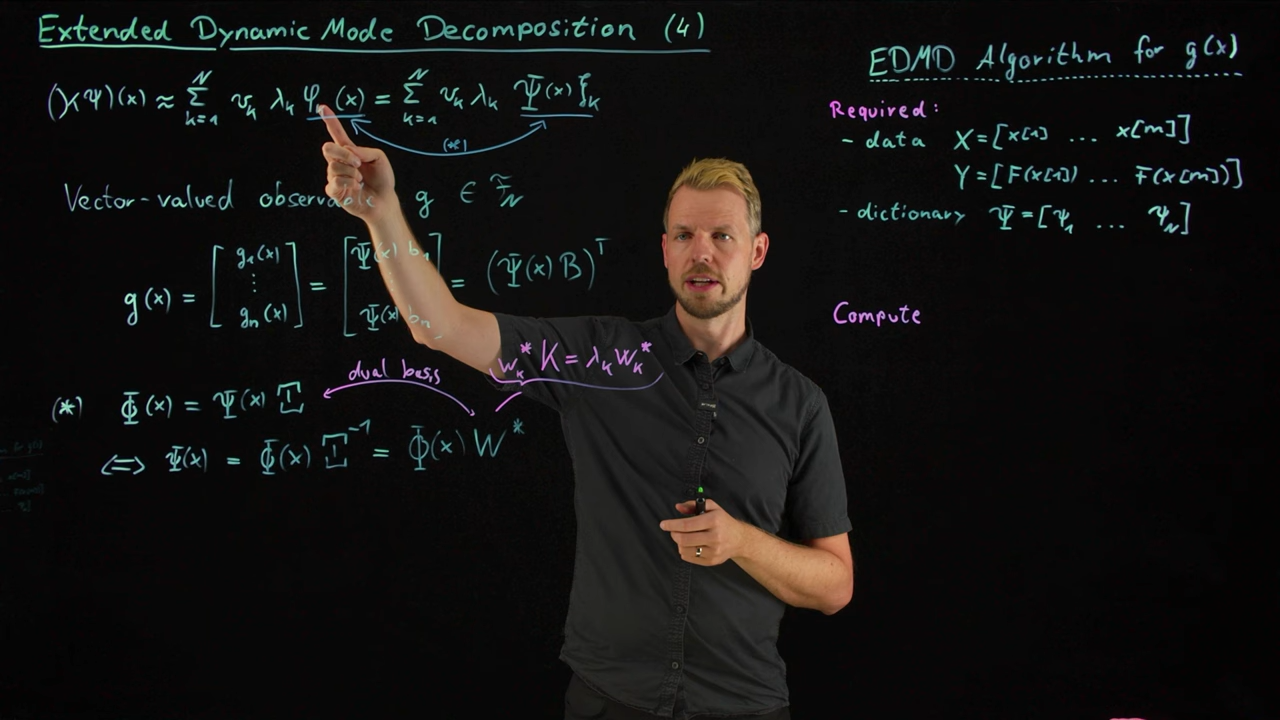 Extended Dynamic Mode Decomposition (4)
(𝒦Ψ)(x) ≈ Σ_{k=1}^{N} v_k λ_k φ_k(x) = Σ_{k=1}^{N} v_k λ_k Ψ(x) ξ_k
Vector-valued g ∈ F̃_N
g(x) = [g_1(x) ⋮ g_n(x)] = [Ψ(x) b_1 Ψ(x) b_n] = (Ψ(x) B)^T
dual basis
w_k^* K = λ_k w_k^*
(*) Φ(x) = Ψ(x) Ξ
⟺ Ψ(x) = Φ(x) Ξ^{-1} = Φ(x) W^*
EDMD Algorithm for g(x)
Required:
- data X = [x[1] ... x[m]]
Y = [F(x[1]) ... F(x[m])]
- dictionary Ψ = [ψ_1 ... ψ_N]
Compute